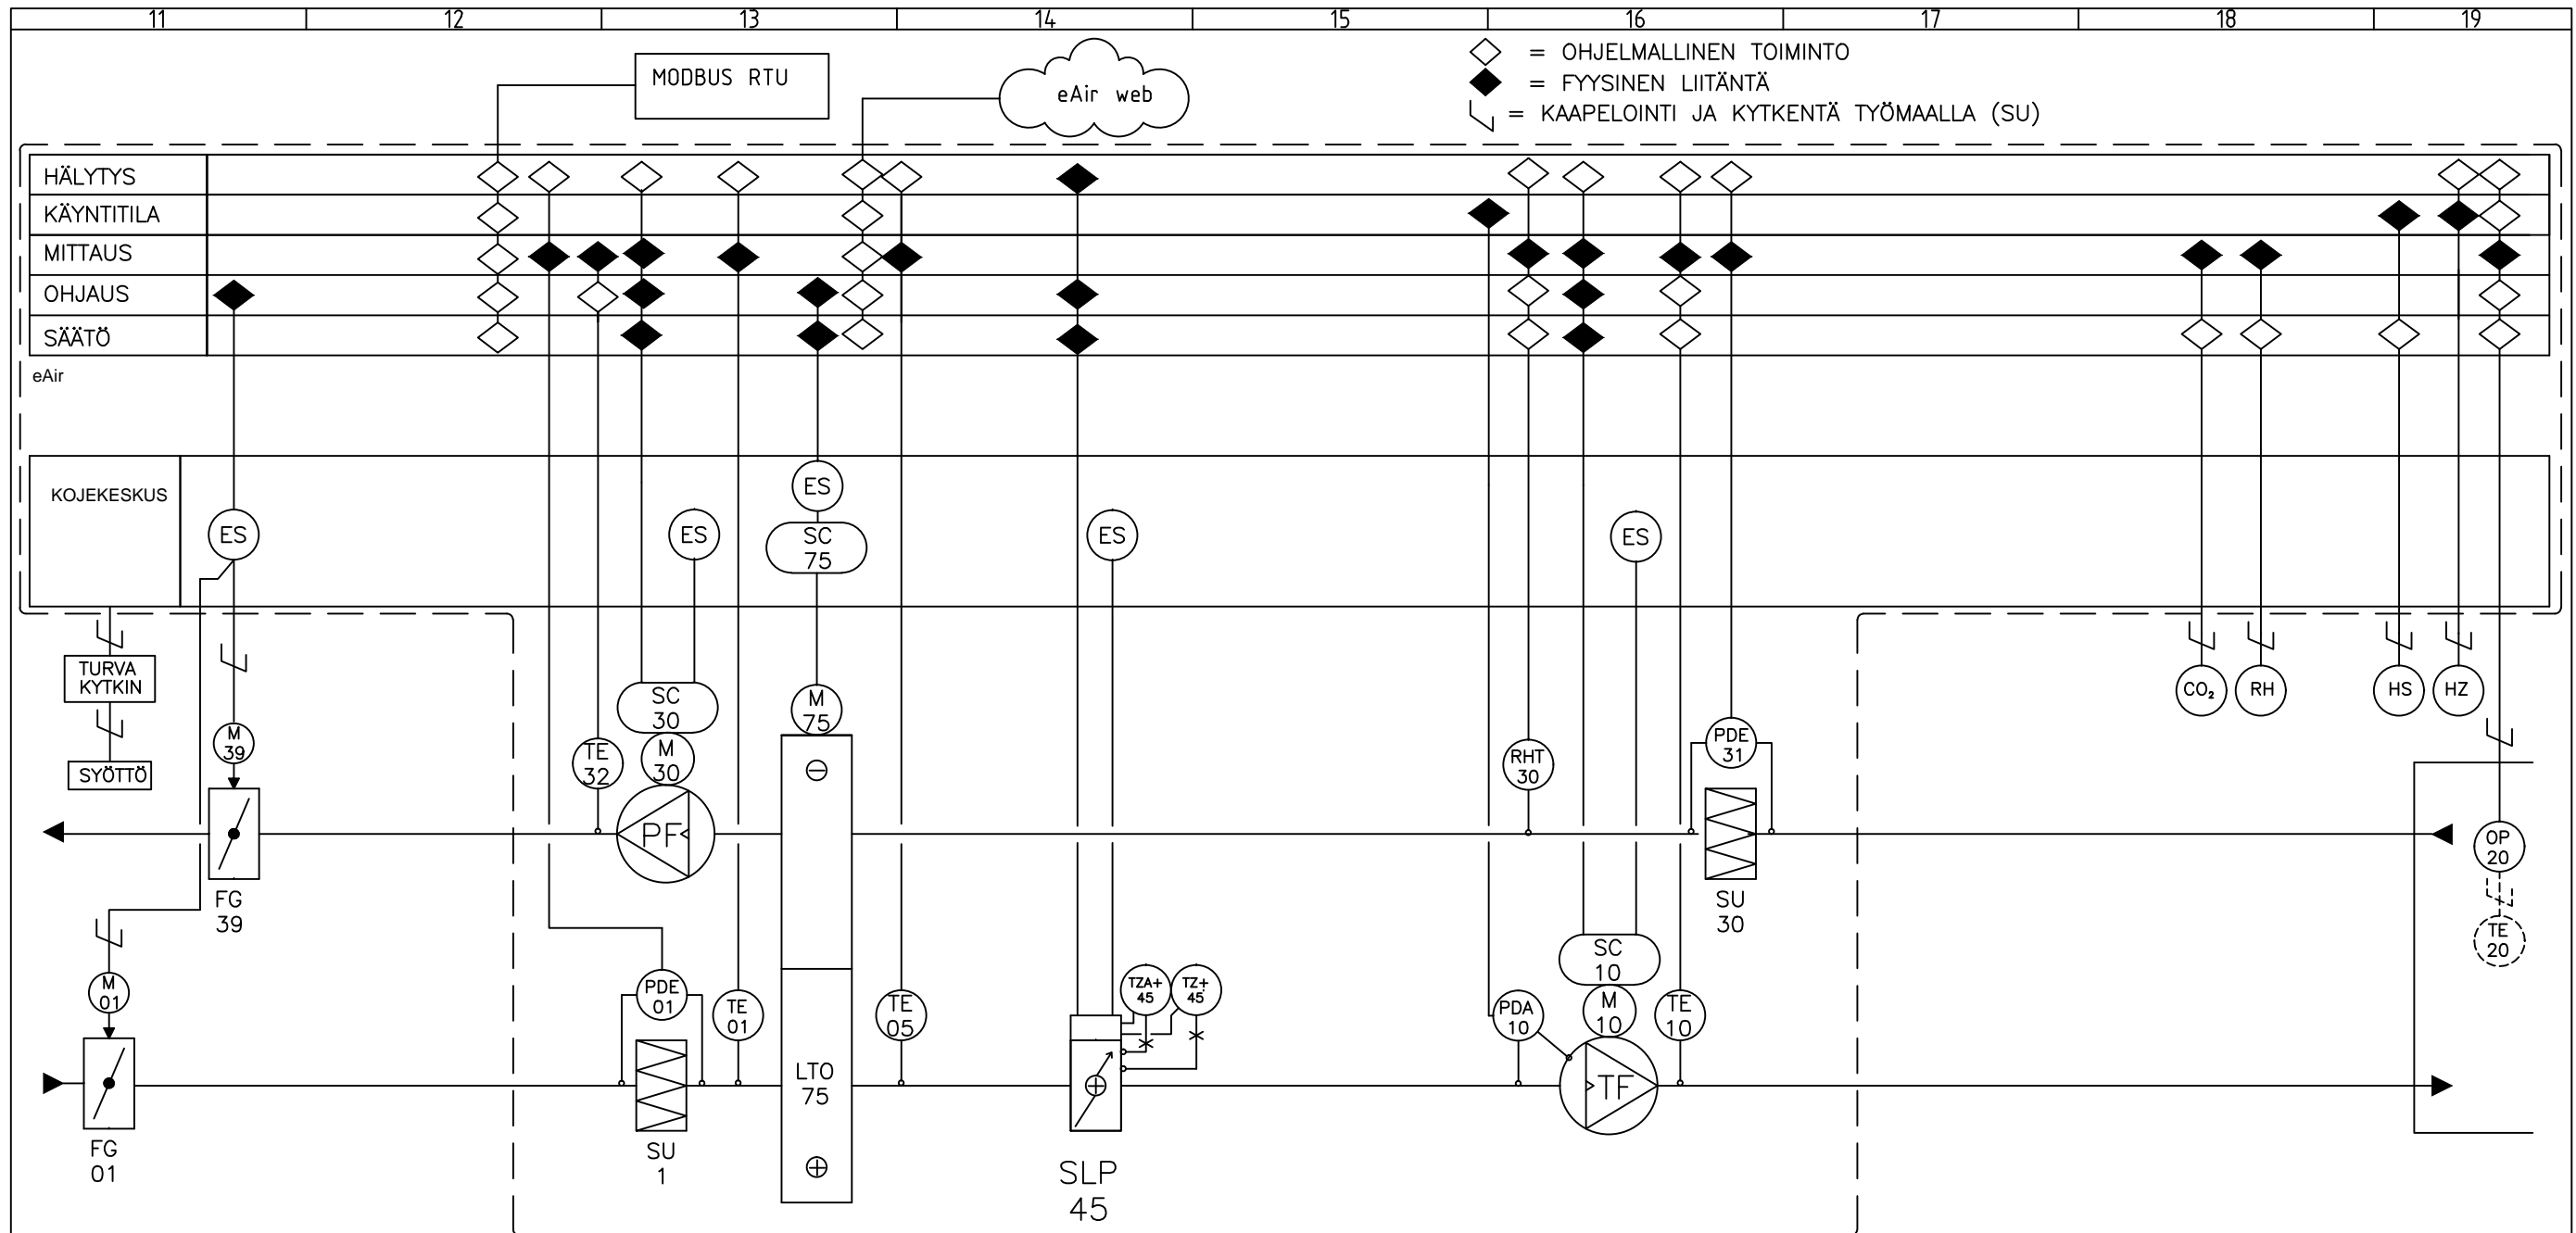 11 12 13 14 15 16 17 18 19
MODBUS RTU
eAir web
= OHJELMALLINEN TOIMINTO
= FYYSINEN LIITÄNTÄ
= KAAPELOINTI JA KYTKENTÄ TYÖMAALLA (SU)
HÄLYTYS
KÄYNTITILA
MITTAUS
OHJAUS
SÄÄTÖ
eAir
KOJEKESKUS
ES
ES
ES
SC
75
ES
ES
TURVA
KYTKIN
SYÖTTÖ
M
39
TE
32
SC
30
M
30
M
75
RHT
30
PDE
31
CO₂
RH
HS
HZ
PF
OP
20
FG
39
SU
30
TE
20
M
01
PDE
01
TE
01
TE
05
TZA+
45
TZ+
45
PDA
10
SC
10
M
10
TE
10
LTO
75
TF
FG
01
SU
1
SLP
45